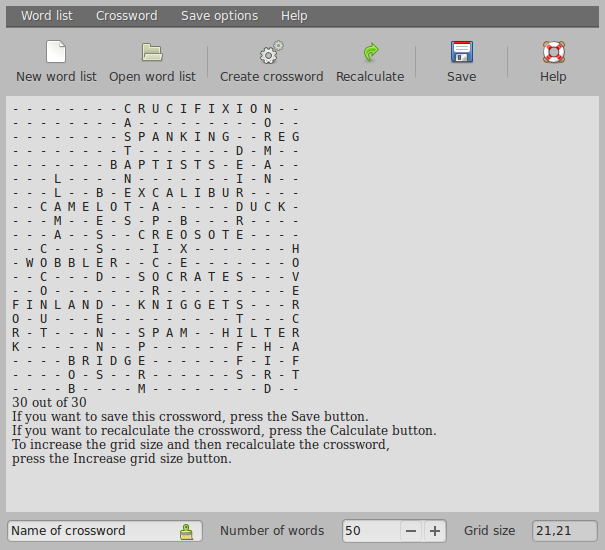 Word list Crossword Save options Help
New word list Open word list Create crossword Recalculate Save Help
- - - - - - - - C R U C I F I X I O N - -
- - - - - - - - A - - - - - - - - - O - -
- - - - - - - - S P A N K I N G - - R E G
- - - - - - - - T - - - - - - - D - M - -
- - - - - - - B A P T I S T S - E - A - -
- - - L - - - - N - - - - - - - I - N - -
- - - L - - B - E X C A L I B U R - - - -
- - C A M E L O T - A - - - - - D U C K -
- - - M - - E - S - P - B - - - R - - - -
- - - A - - S - - C R E O S O T E - - - -
- - C - - - S - - - I - X - - - - - - - H
- W O B B L E R - - C - E - - - - - - - O
- - C - - - D - - S O C R A T E S - - - V
- - O - - - - - - - R - - - - - - - - - E
F I N L A N D - - K N I G G E T S - - - R
O - U - - - E - - - - - - - - - T - - - C
R - T - - - N - - S P A M - - H I L T E R
K - - - - - N - - P - - - - - - F - H - A
- - - - B R I D G E - - - - - - F - I - F
- - - - O - S - - R - - - - - - S - R - T
- - - - B - - - - M - - - - - - - - D - -
30 out of 30
If you want to save this crossword, press the Save button.
If you want to recalculate the crossword, press the Calculate button.
To increase the grid size and then recalculate the crossword,
press the Increase grid size button.
Name of crossword Number of words 50 Grid size 21,21